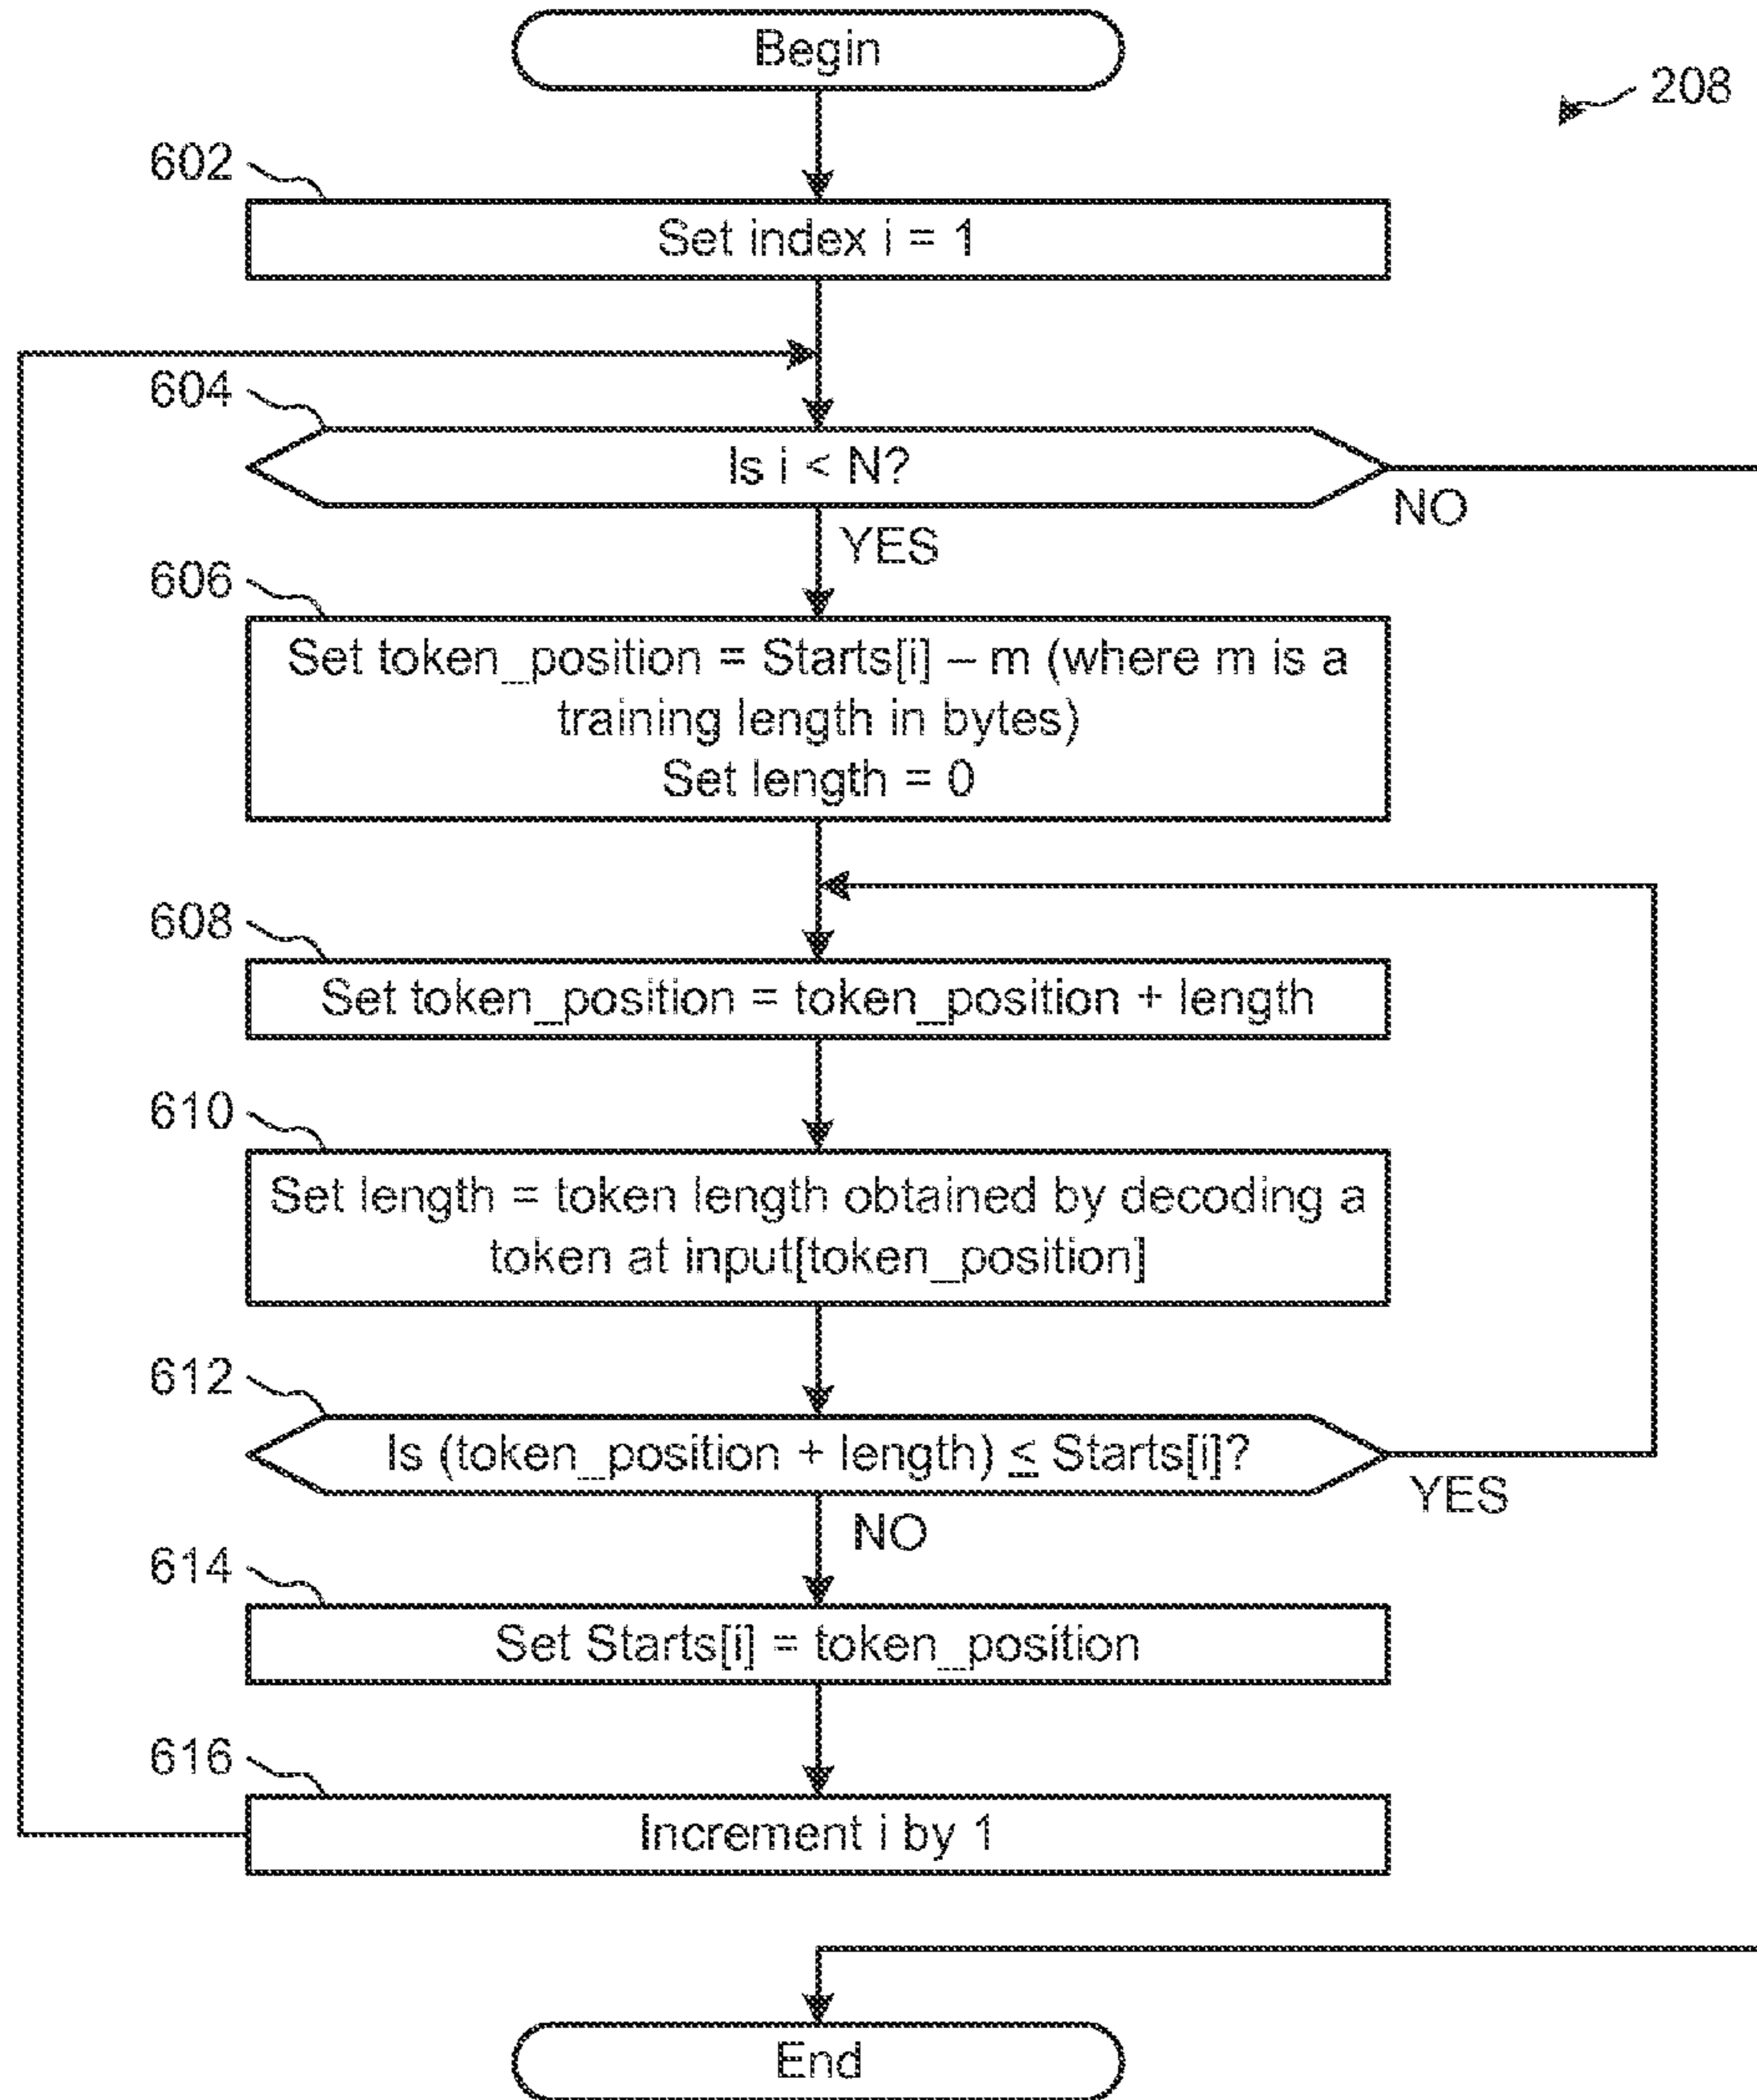 Begin
208
602
Set index i = 1
604
Is i < N?
NO
YES
606
Set token_position = Starts[i] – m (where m is a
training length in bytes)
Set length = 0
608
Set token_position = token_position + length
610
Set length = token length obtained by decoding a
token at input[token_position]
612
Is (token_position + length) ≤ Starts[i]?
YES
NO
614
Set Starts[i] = token_position
616
Increment i by 1
End